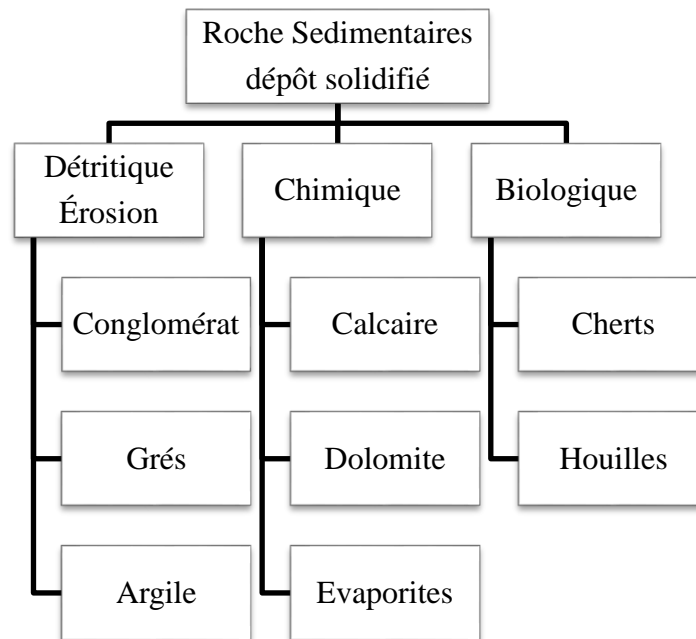 Roche Sedimentaires
dépôt solidifié
Détritique
Érosion
Chimique
Biologique
Conglomérat
Calcaire
Cherts
Grés
Dolomite
Houilles
Argile
Evaporites